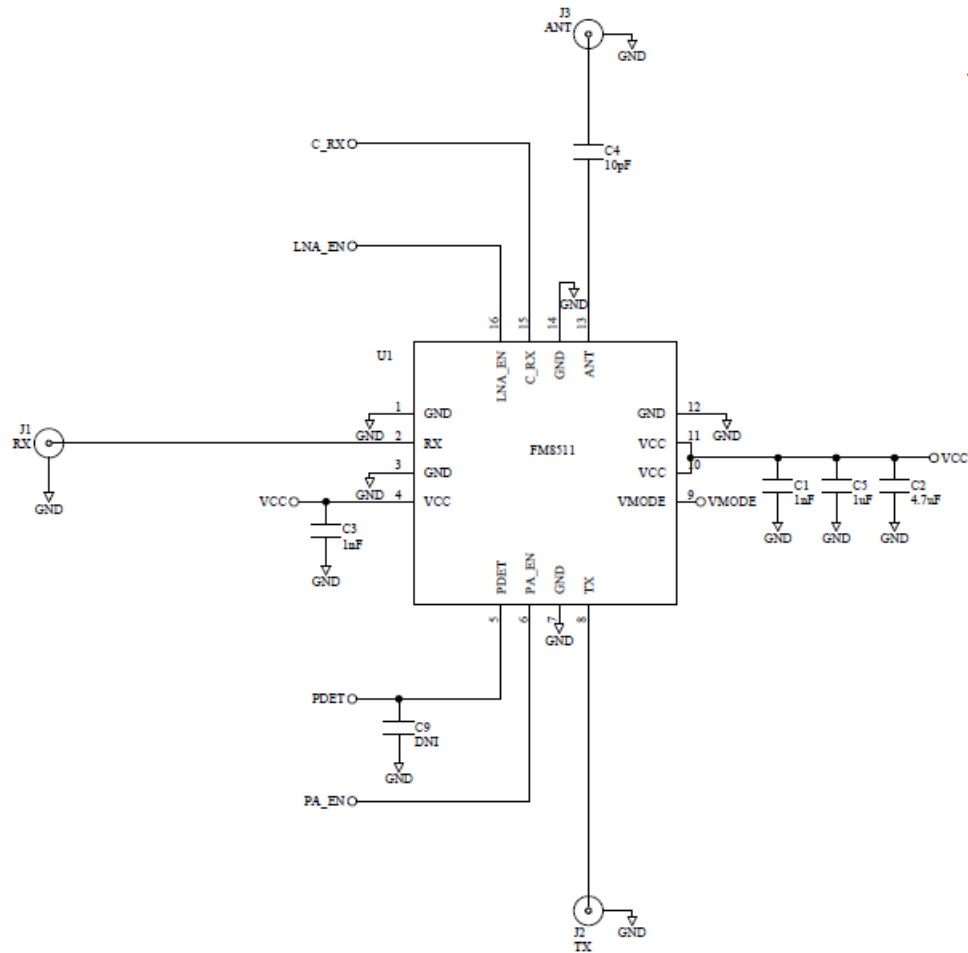 J3
ANT
GND
C_RX
C4
10pF
LNA_EN
GND
16
15
14
13
U1
LNA_EN
C_RX
GND
ANT
1
GND
GND
12
GND
GND
J1
RX
2
RX
FM8511
VCC
11
GND
3
GND
VCC
10
VCC
GND
VCC
4
VCC
VMODE
9
VMODE
C1
1nF
C5
1uF
C2
4.7uF
C3
1nF
GND
GND
GND
GND
PDET
PA_EN
GND
TX
5
6
7
8
GND
PDET
C9
DNI
GND
PA_EN
J2
TX
GND